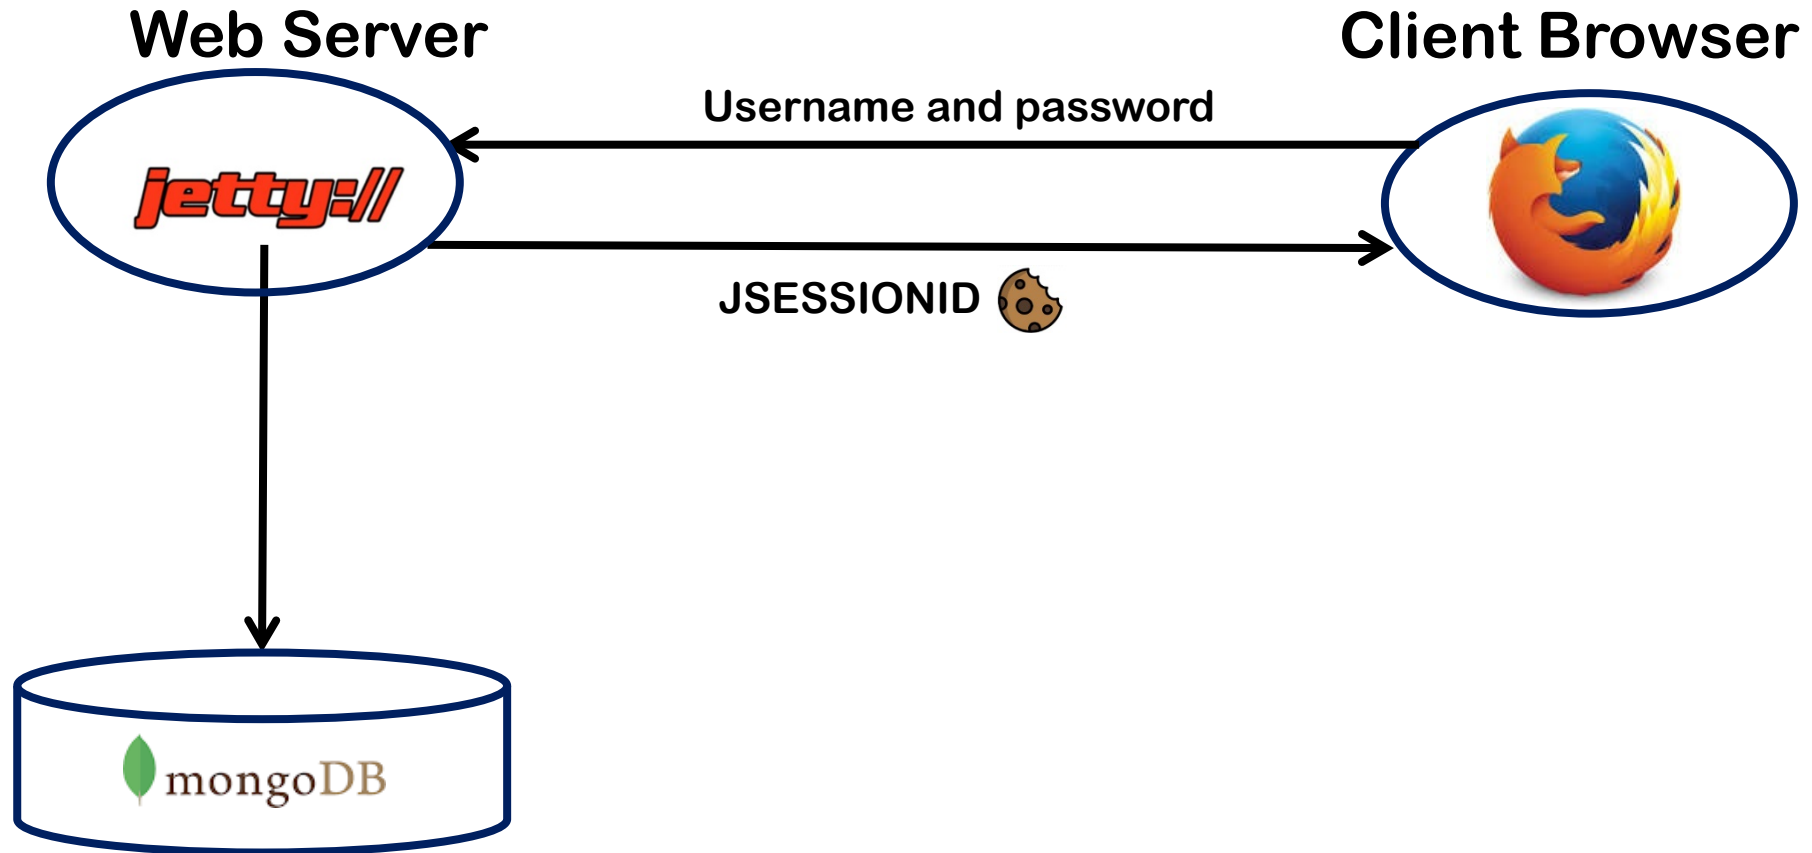 Web Server
Client Browser
Username and password
jetty://
JSESSIONID
mongoDB